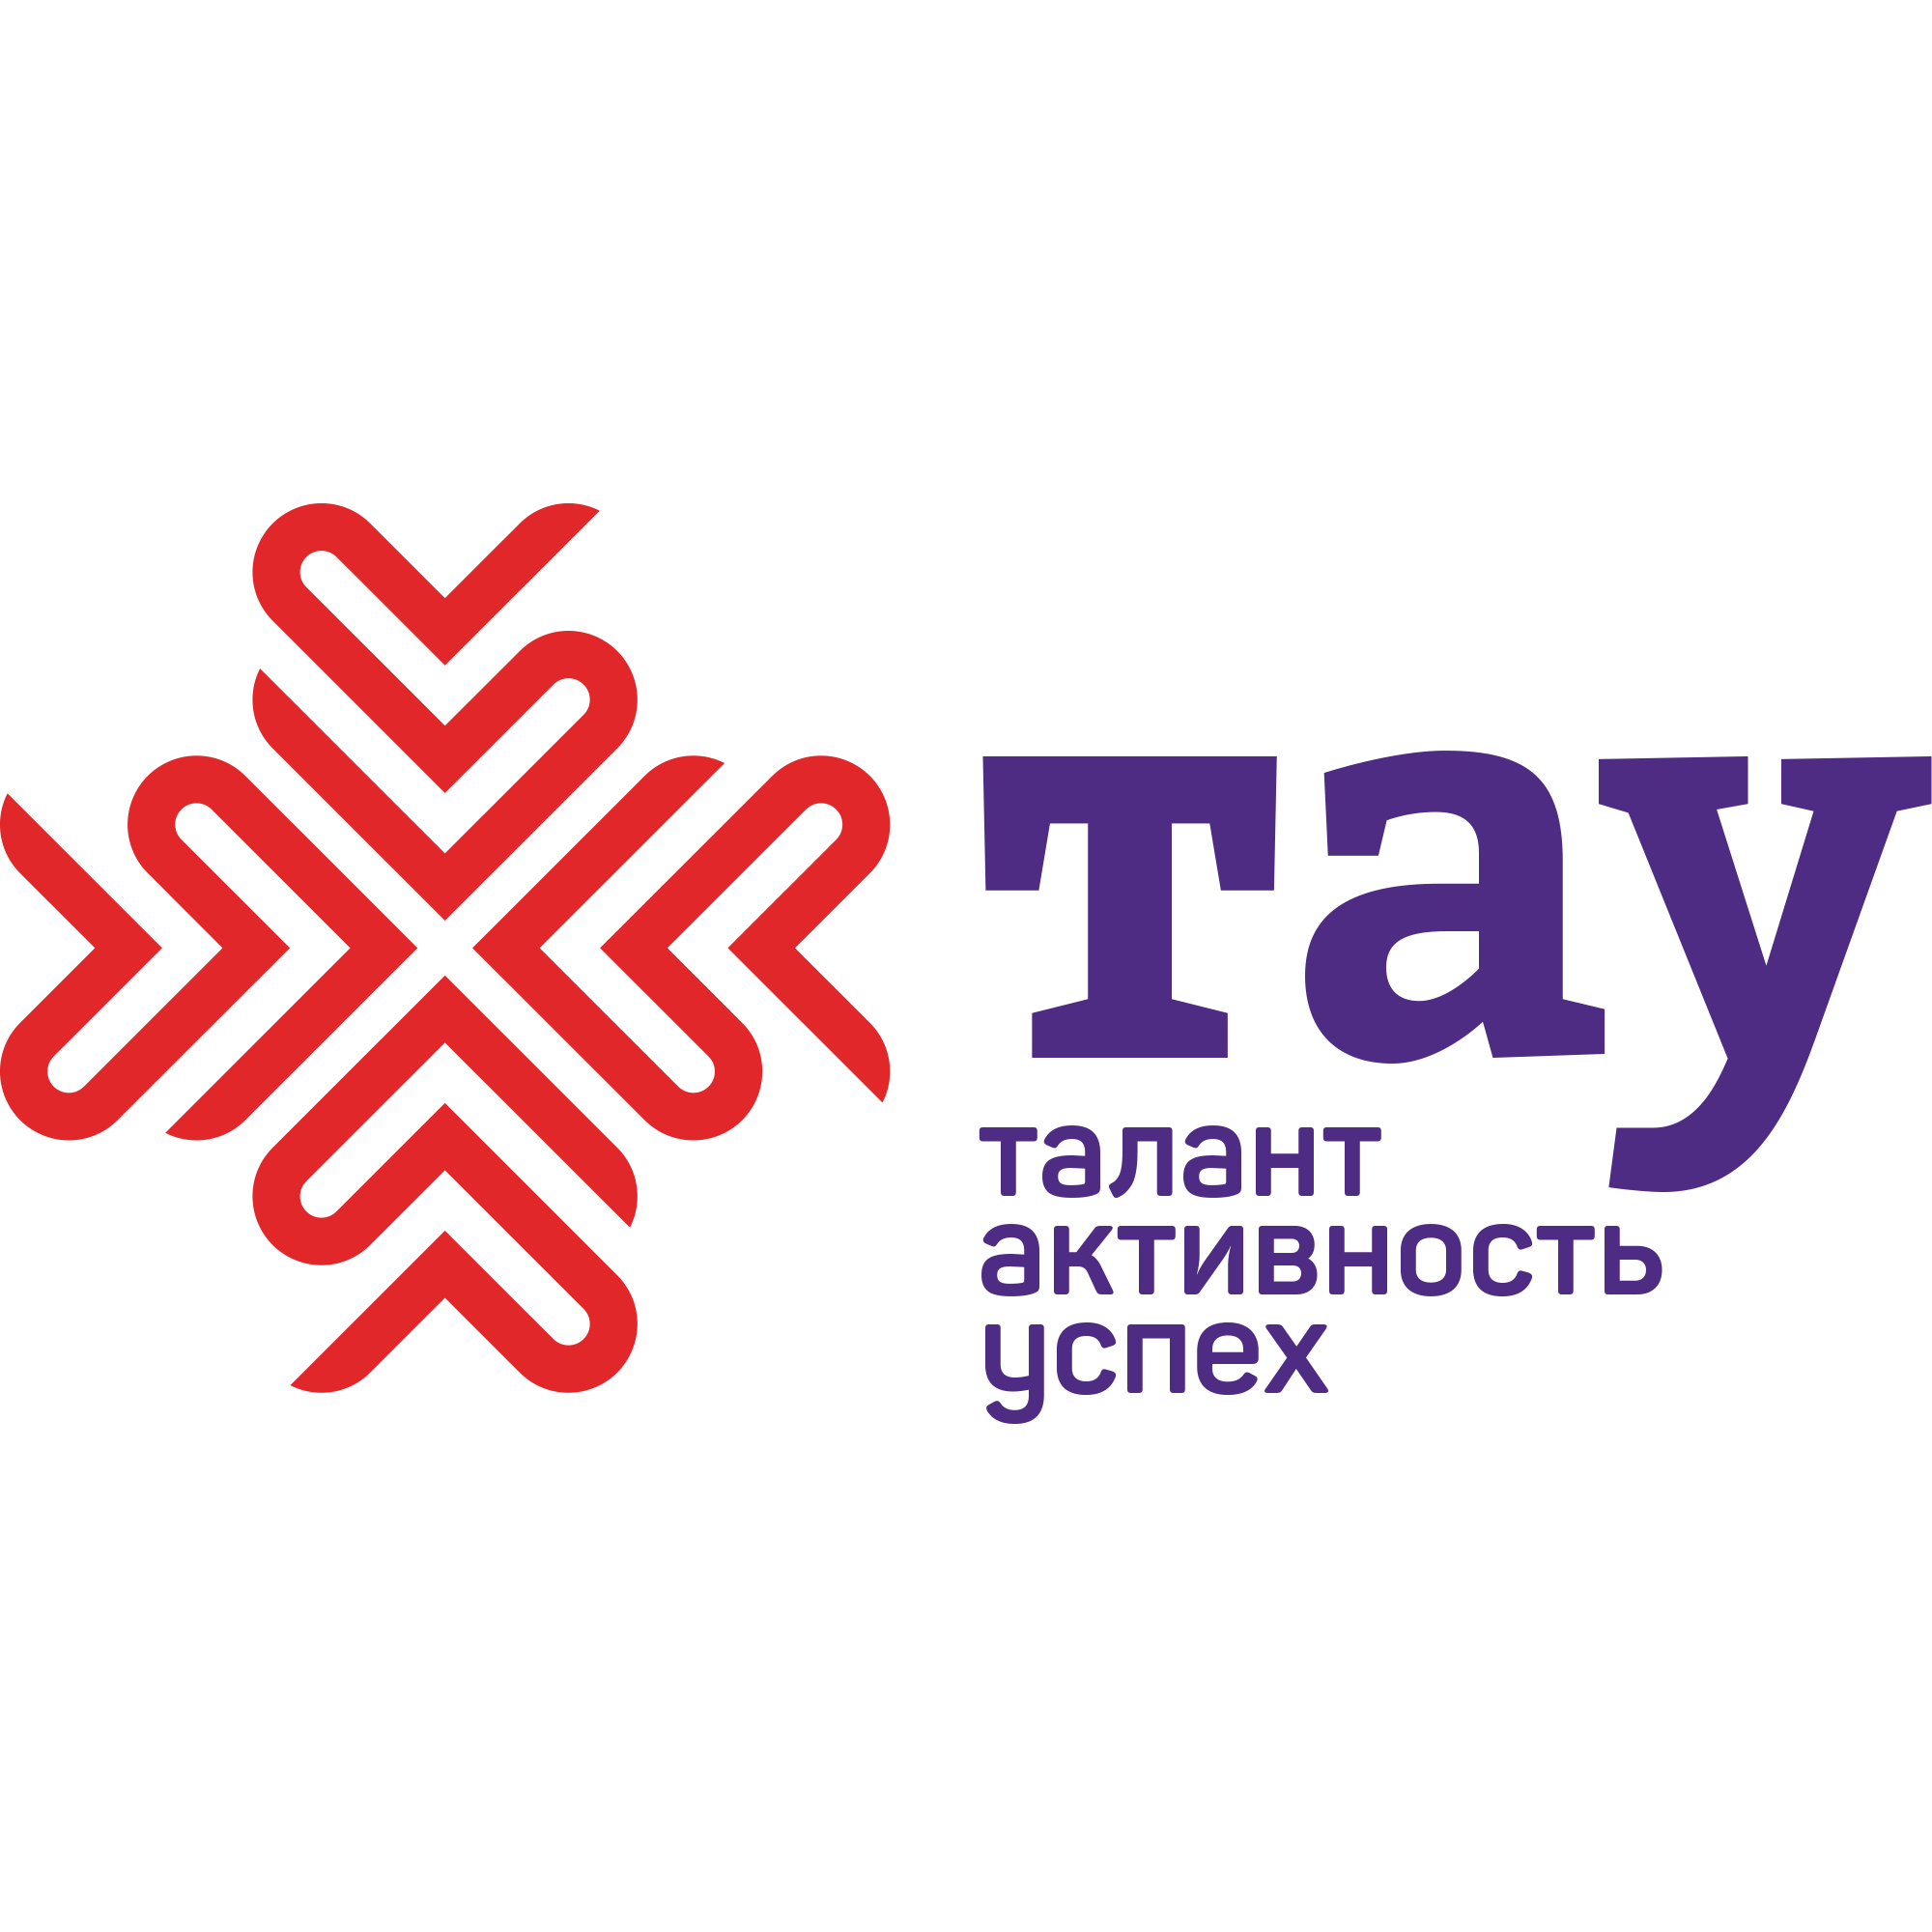 тау
талант
активность
успех